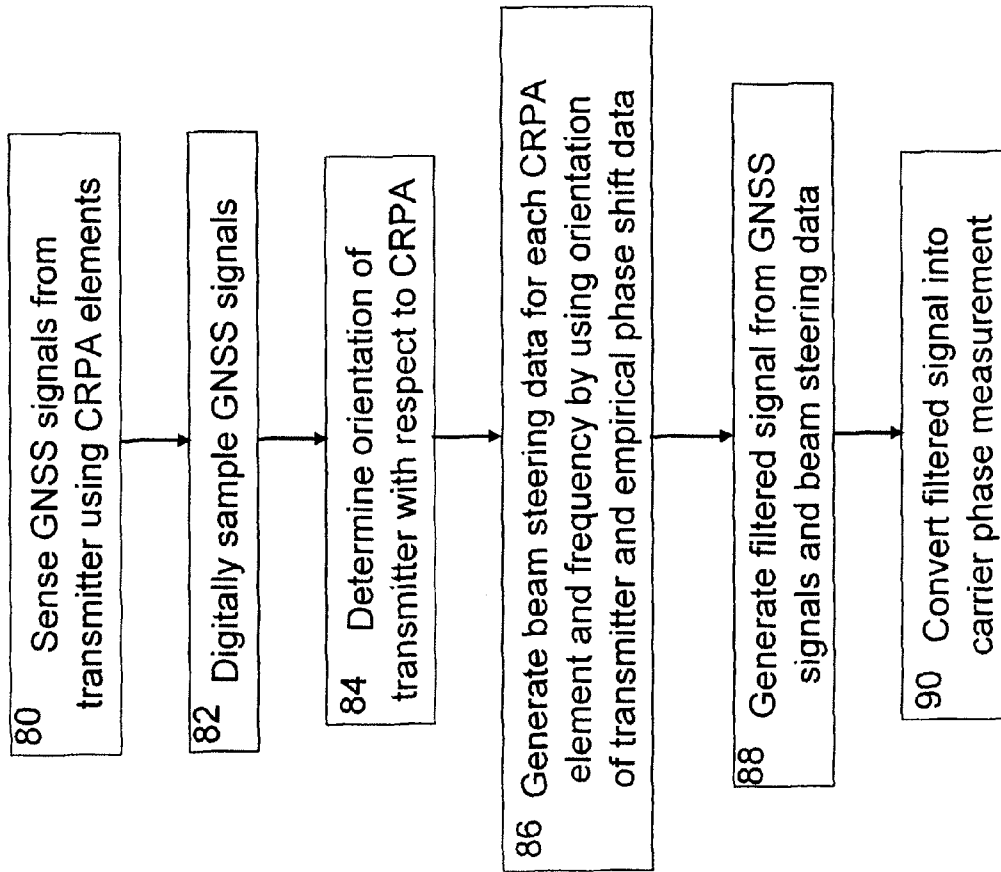 80 Sense GNSS signals from
transmitter using CRPA elements
82 Digitally sample GNSS signals
84 Determine orientation of
transmitter with respect to CRPA
86 Generate beam steering data for each CRPA
element and frequency by using orientation
of transmitter and empirical phase shift data
88 Generate filtered signal from GNSS
signals and beam steering data
90 Convert filtered signal into
carrier phase measurement